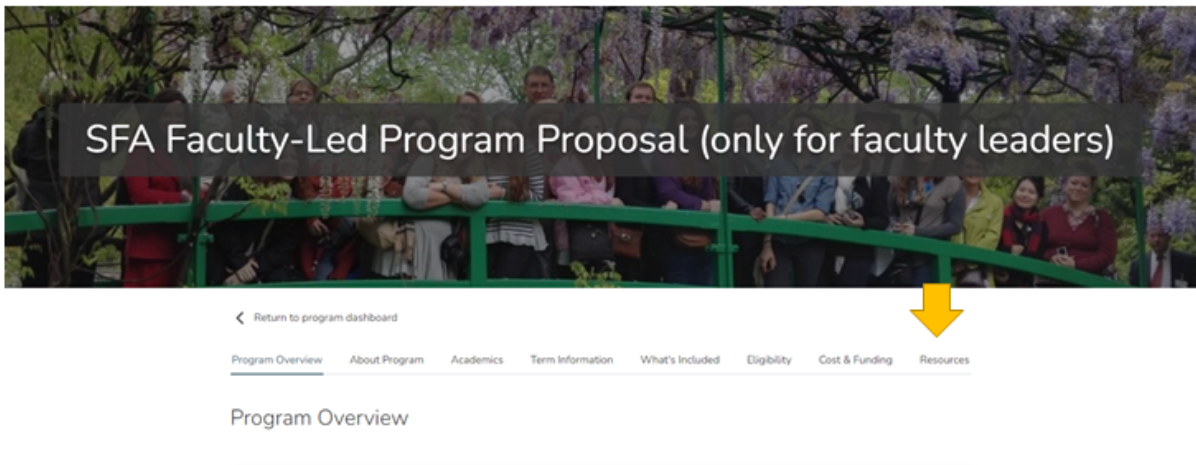 SFA Faculty-Led Program Proposal (only for faculty leaders)
Return to program dashboard
Program Overview About Program Academics Term Information What's Included Eligibility Cost & Funding Resources
Program Overview